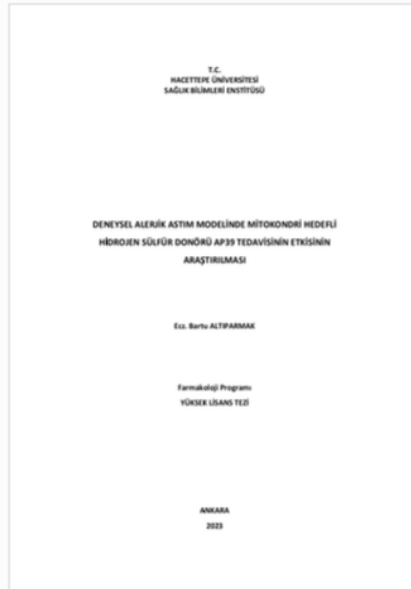 T.C.
HACETTEPE ÜNİVERSİTESİ
SAĞLIK BİLİMLERİ ENSTİTÜSÜ
DENEYSEL ALERJİK ASTIM MODELİNDE MİTOKONDRİ HEDEFLİ
HİDROJEN SÜLFÜR DONÖRÜ AP39 TEDAVİSİNİN ETKİSİNİN
ARAŞTIRILMASI
Ecz. Bartu ALTIPARMAK
Farmakoloji Programı
YÜKSEK LİSANS TEZİ
ANKARA
2023